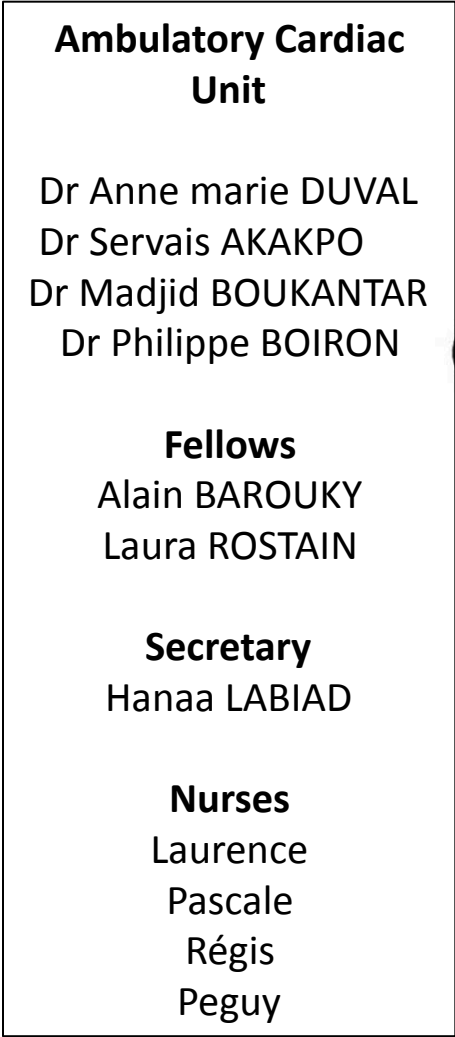 Ambulatory Cardiac
Unit
Dr Anne marie DUVAL
Dr Servais AKAKPO
Dr Madjid BOUKANTAR
Dr Philippe BOIRON
Fellows
Alain BAROUKY
Laura ROSTAIN
Secretary
Hanaa LABIAD
Nurses
Laurence
Pascale
Régis
Peguy